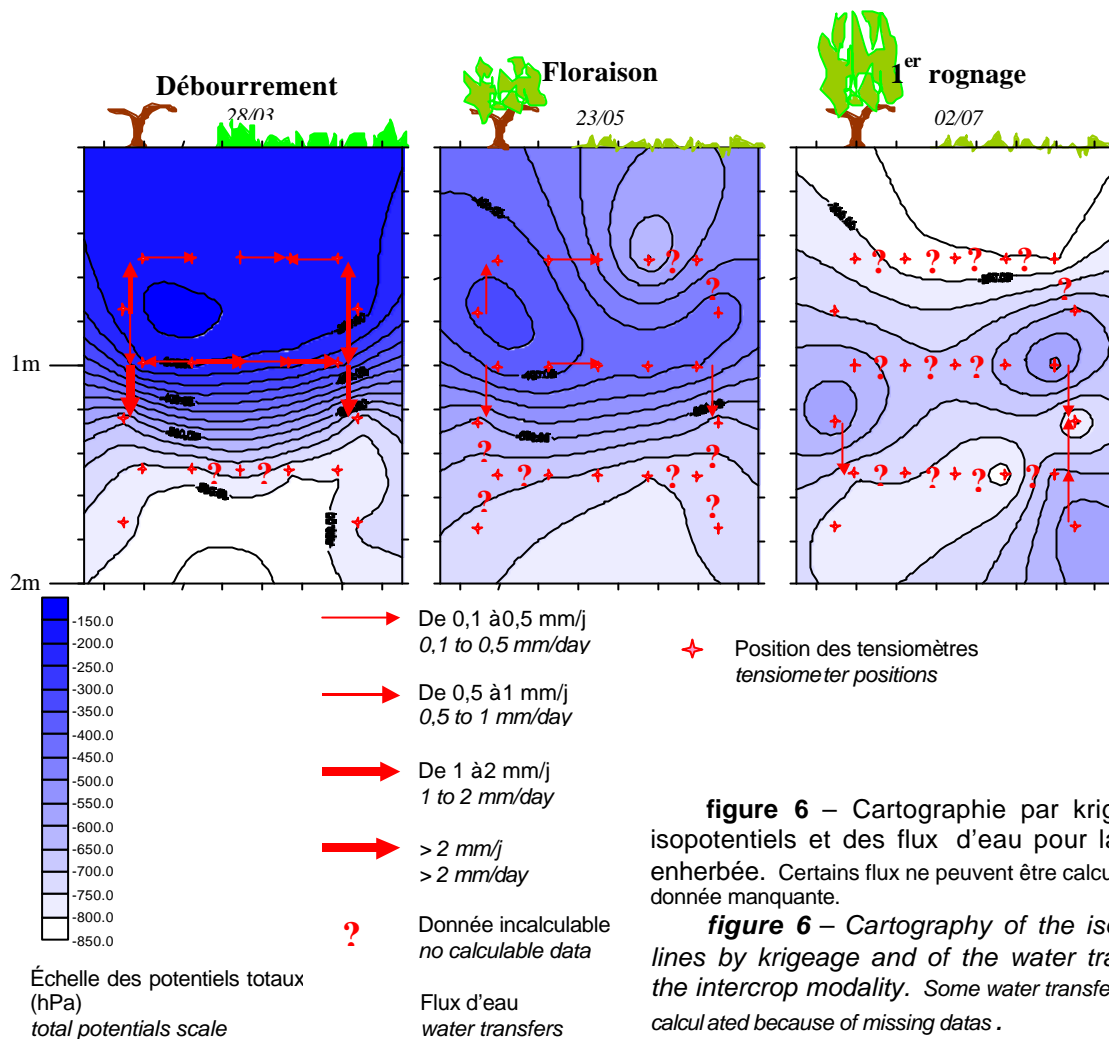 Débourrement
28/03
Floraison
23/05
1er rognage
02/07
1m
2m
-150.0
-200.0
-250.0
-300.0
-350.0
-400.0
-450.0
-500.0
-550.0
-600.0
-650.0
-700.0
-750.0
-800.0
-850.0
Échelle des potentiels totaux
(hPa)
total potentials scale
De 0,1 à0,5 mm/j
0,1 to 0,5 mm/day
De 0,5 à1 mm/j
0,5 to 1 mm/day
De 1 à2 mm/j
1 to 2 mm/day
> 2 mm/j
> 2 mm/day
?
Donnée incalculable
no calculable data
Flux d'eau
water transfers
Position des tensiomètres
tensiometer positions
figure 6 – Cartographie par krig
isopotentiels et des flux d'eau pour la
enherbée. Certains flux ne peuvent être calcu
donnée manquante.
figure 6 – Cartography of the iso
lines by krigeage and of the water tra
the intercrop modality. Some water transfe
calculated because of missing datas.